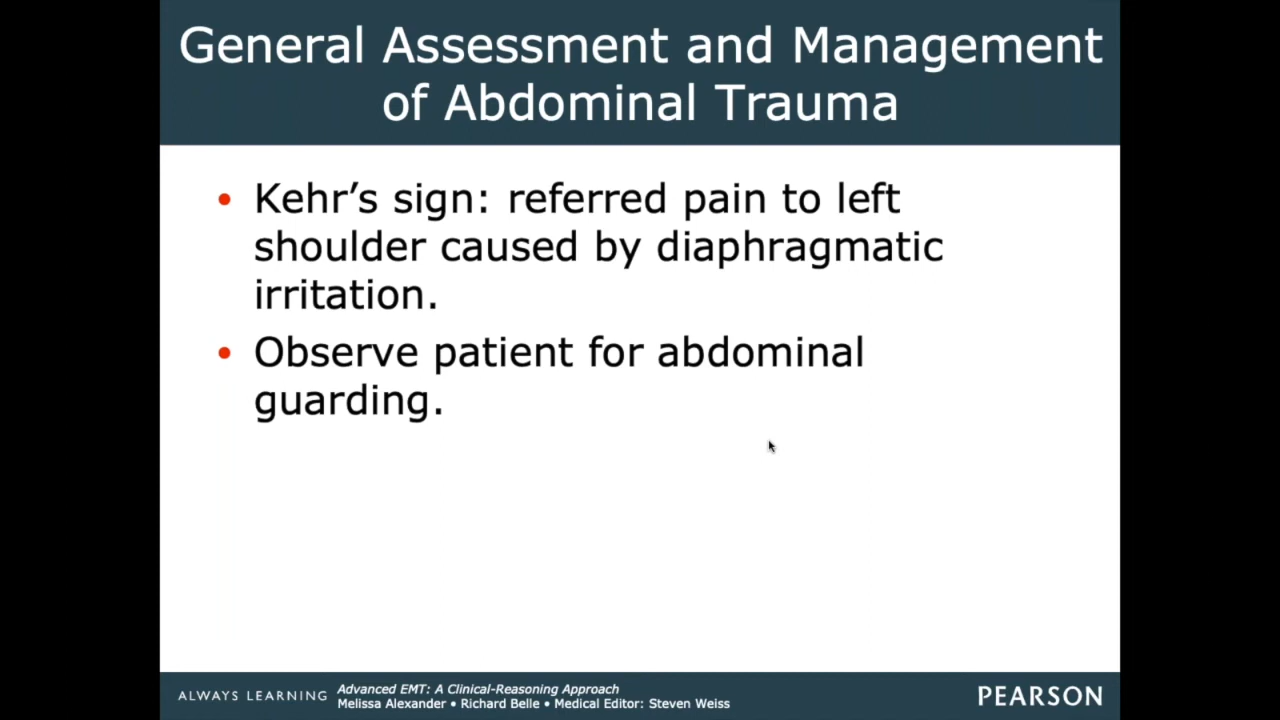 General Assessment and Management
of Abdominal Trauma
• Kehr’s sign: referred pain to left
shoulder caused by diaphragmatic
irritation.
• Observe patient for abdominal
guarding.
ALWAYS LEARNING
Advanced EMT: A Clinical-Reasoning Approach
Melissa Alexander • Richard Belle • Medical Editor: Steven Weiss
PEARSON